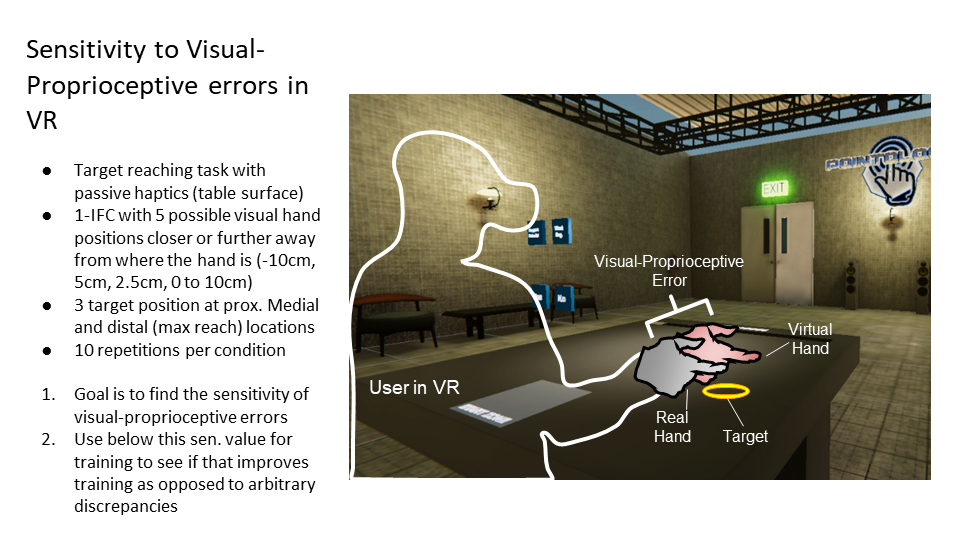 Sensitivity to Visual-
Proprioceptive errors in
VR
● Target reaching task with
passive haptics (table surface)
● 1-IFC with 5 possible visual hand
positions closer or further away
from where the hand is (-10cm,
5cm, 2.5cm, 0 to 10cm)
● 3 target position at prox. Medial
and distal (max reach) locations
● 10 repetitions per condition
1. Goal is to find the sensitivity of
visual-proprioceptive errors
2. Use below this sen. value for
training to see if that improves
training as opposed to arbitrary
discrepancies
EXIT
Visual-Proprioceptive
Error
Virtual
Hand
User in VR
Real
Hand
Target